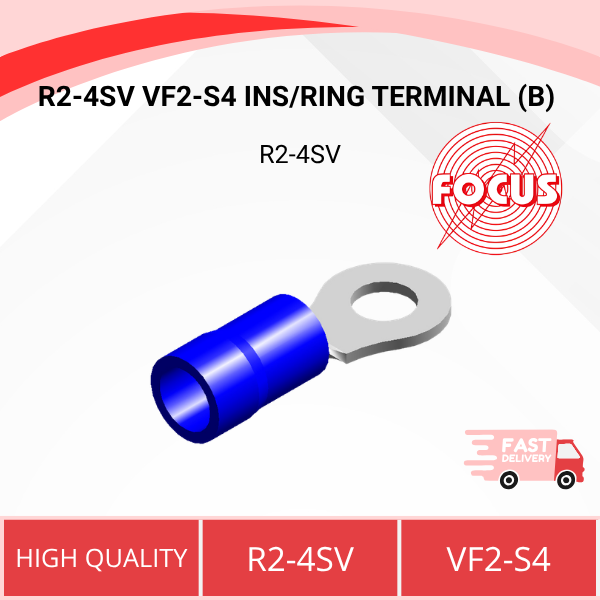 R2-4SV VF2-S4 INS/RING TERMINAL (B)
R2-4SV
FOCUS
FAST
DELIVERY
HIGH QUALITY
R2-4SV
VF2-S4